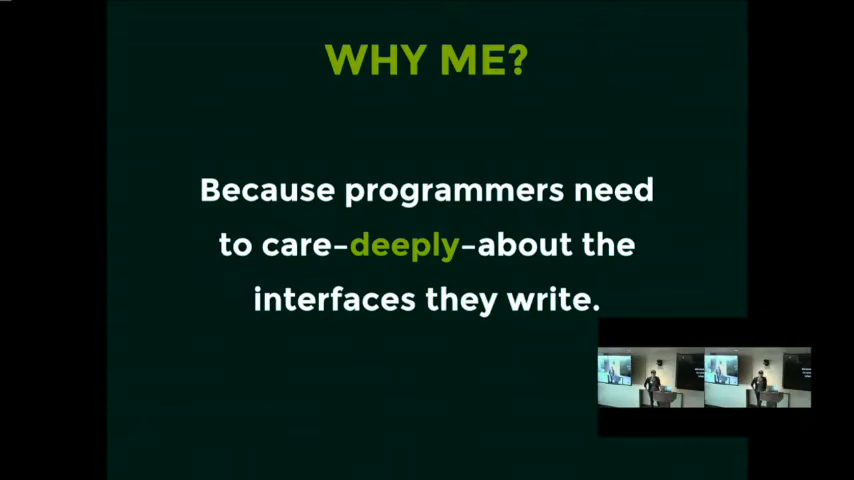 WHY ME?
Because programmers need
to care–deeply–about the
interfaces they write.